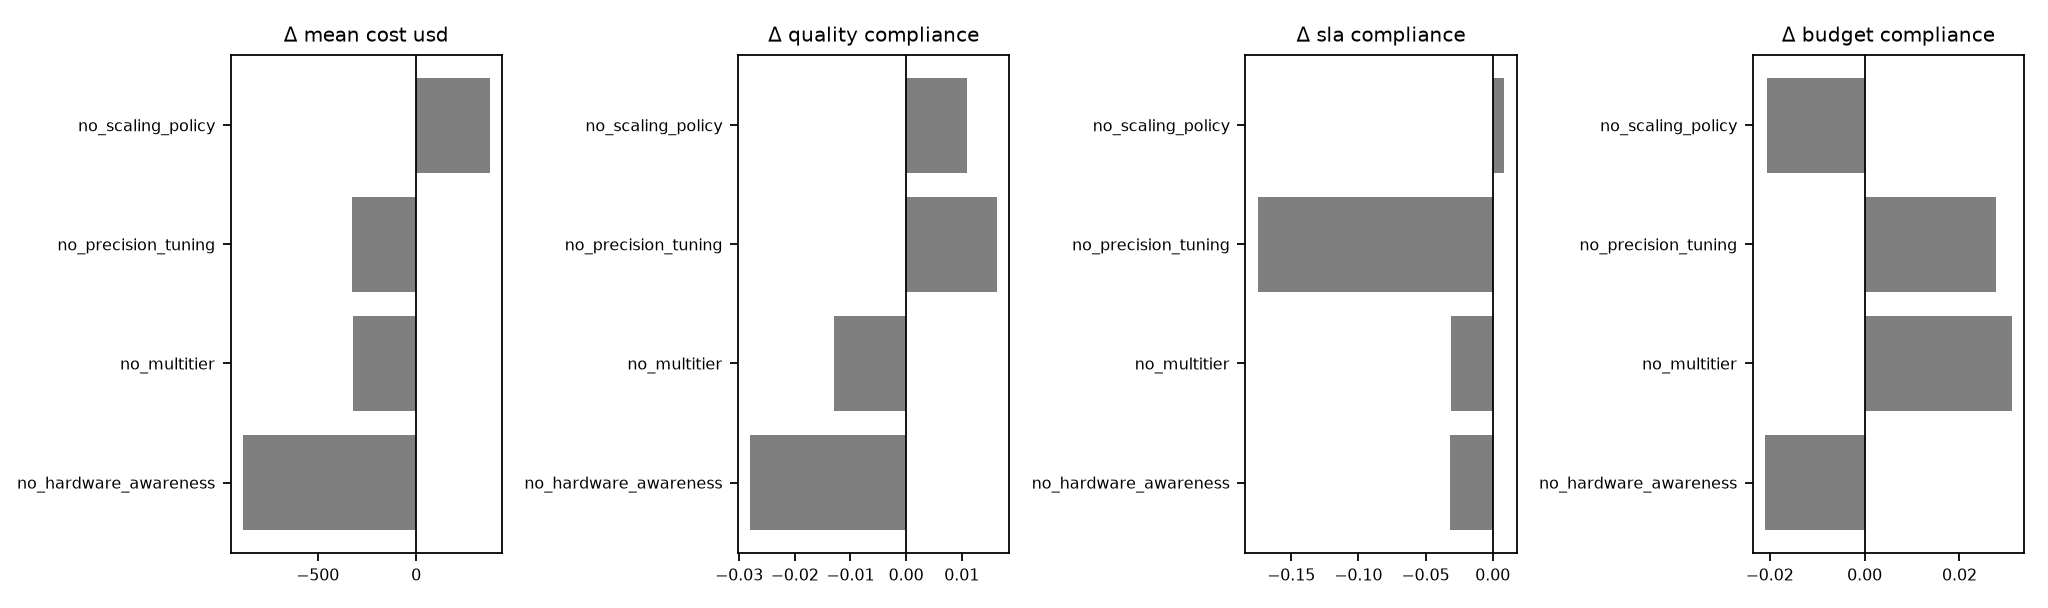 Δ mean cost usd
no_scaling_policy
no_precision_tuning
no_multitier
no_hardware_awareness
−500 0
Δ quality compliance
no_scaling_policy
no_precision_tuning
no_multitier
no_hardware_awareness
−0.03 −0.02 −0.01 0.00 0.01
Δ sla compliance
no_scaling_policy
no_precision_tuning
no_multitier
no_hardware_awareness
−0.15 −0.10 −0.05 0.00
Δ budget compliance
no_scaling_policy
no_precision_tuning
no_multitier
no_hardware_awareness
−0.02 0.00 0.02